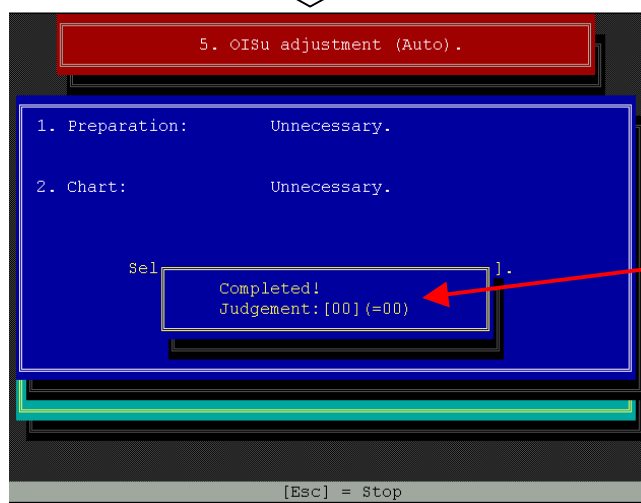 5. OISu adjustment (Auto).
1. Preparation: Unnecessary.
2. Chart: Unnecessary.
Sel ].
Completed!
Judgement:[00](=00)
[Esc] = Stop